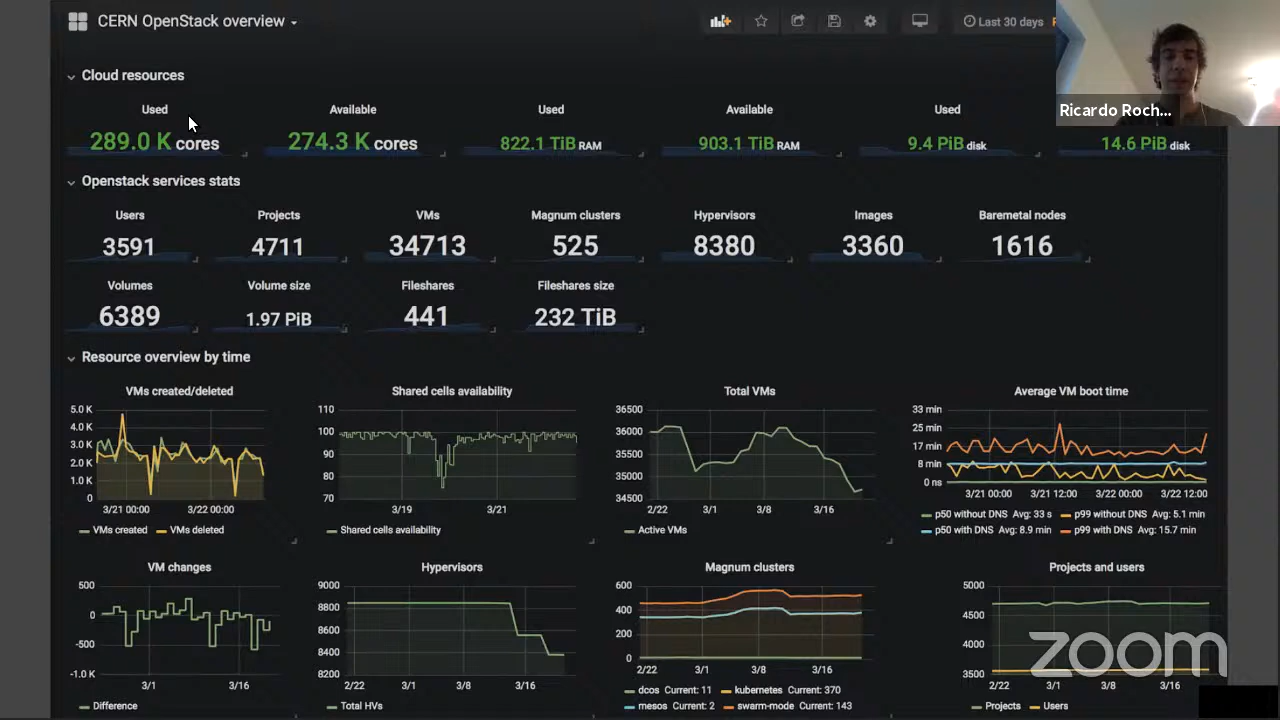 CERN OpenStack overview
Last 30 days
Ricardo Roch...
Cloud resources
Used
Available
Used
Available
Used
289.0 K cores
274.3 K cores
822.1 TiB RAM
903.1 TiB RAM
9.4 PiB disk
14.6 PiB disk
Openstack services stats
Users
Projects
VMs
Magnum clusters
Hypervisors
Images
Baremetal nodes
3591
4711
34713
525
8380
3360
1616
Volumes
Volume size
Fileshares
Fileshares size
6389
1.97 PiB
441
232 TiB
Resource overview by time
VMs created/deleted
5.0 K
4.0 K
3.0 K
2.0 K
1.0 K
0
3/21 00:00
3/22 00:00
VMs created
VMs deleted
Shared cells availability
110
100
90
80
70
3/19
3/21
Shared cells availability
Total VMs
36500
36000
35500
35000
34500
2/22
3/1
3/8
3/16
Active VMs
Average VM boot time
33 min
25 min
17 min
8 min
0 ns
3/21 00:00
3/21 12:00
3/22 00:00
3/22 12:00
p50 without DNS Avg: 33 s
p99 without DNS Avg: 5.1 min
p50 with DNS Avg: 8.9 min
p99 with DNS Avg: 15.7 min
VM changes
500
0
-500
-1.0 K
3/1
3/16
Difference
Hypervisors
9000
8800
8600
8400
8200
2/22
3/1
3/8
3/16
Total HVs
Magnum clusters
600
400
200
0
2/22
3/1
3/8
3/16
dcos Current: 11
kubernetes Current: 370
mesos Current: 2
swarm-mode Current: 143
Projects and users
5000
4500
4000
3500
2/22
3/1
3/8
Projects
Users
zoom